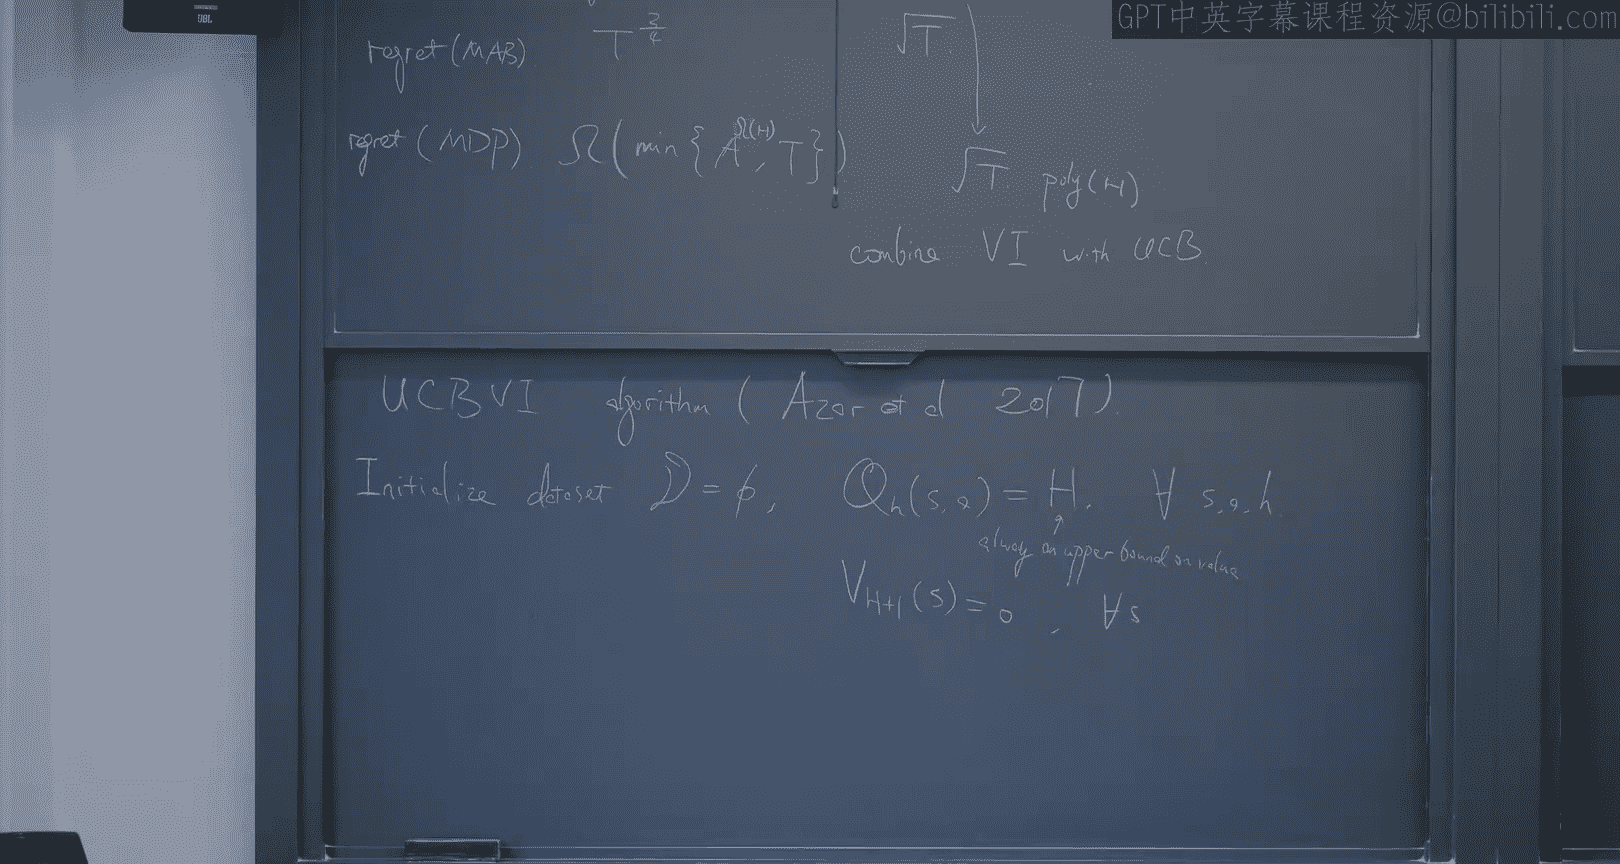 GPT中英字幕课程资源@bilibili.com
JBL
regret (MAB) T^{3/4} √T
regret (MDP) Ω(min{A^{Ω(H)}, T}) √T poly(H)
combine VI with UCB
UCBVI algorithm (Azar et al 2017).
Initialize dataset D = ϕ, Q_h(s,a) = H. ∀ s,a,h
always an upper bound on value
V_{H+1}(s) = 0, ∀s